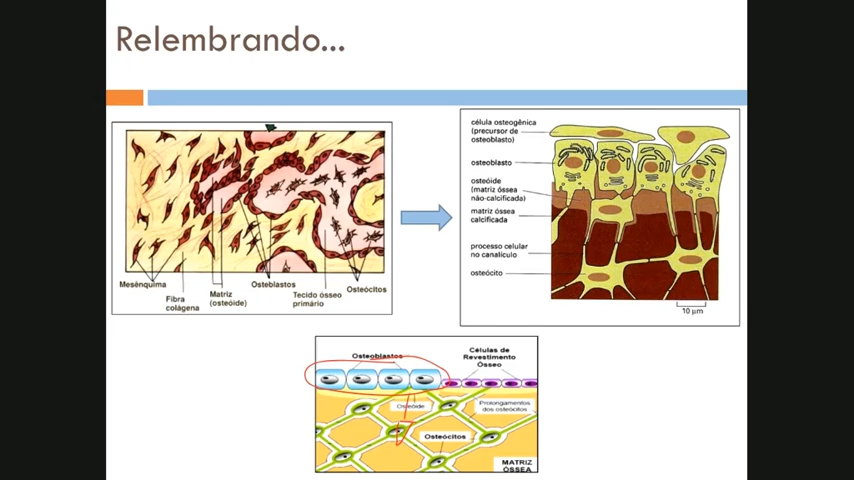 Relembrando...
Mesênquima
Fibra
colágena
Matriz
(osteóide)
Osteblastos
Tecido ósseo
primário
Osteócitos
célula osteogênica
(precursor de
osteoblasto)
osteoblasto
osteóide
(matriz óssea
não-calcificada)
matriz óssea
calcificada
processo celular
no canalículo
osteócito
10 µm
Osteoblastos
Células de
Revestimento
Ósseo
Osteóide
Prolongamentos
dos osteócitos
Osteócitos
MATRIZ
ÓSSEA